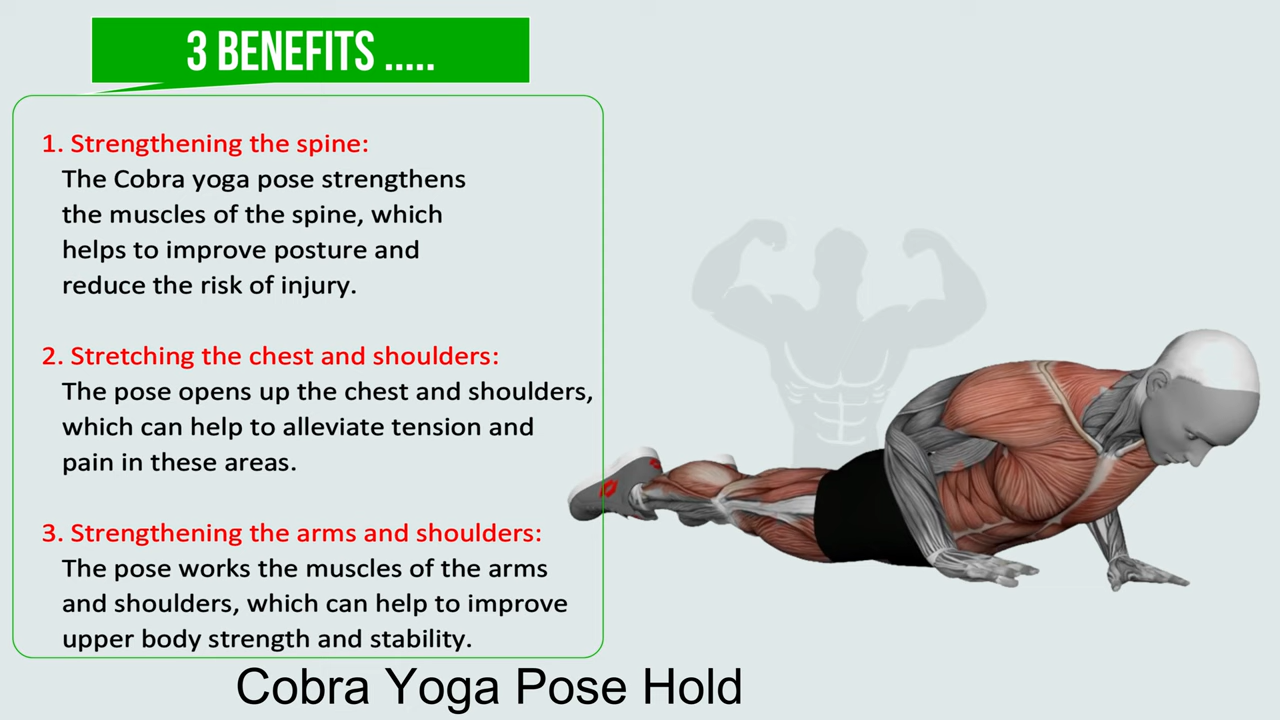 3 BENEFITS .....
1. Strengthening the spine:
The Cobra yoga pose strengthens
the muscles of the spine, which
helps to improve posture and
reduce the risk of injury.
2. Stretching the chest and shoulders:
The pose opens up the chest and shoulders,
which can help to alleviate tension and
pain in these areas.
3. Strengthening the arms and shoulders:
The pose works the muscles of the arms
and shoulders, which can help to improve
upper body strength and stability.
Cobra Yoga Pose Hold